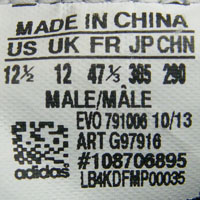 MADE IN CHINA
US UK FR JP CHN
12½ 12 47⅓ 305 290
MALE/MÂLE
EVO 791006 10/13
ART G97916
#108706895
adidas LB4KDFMP00035